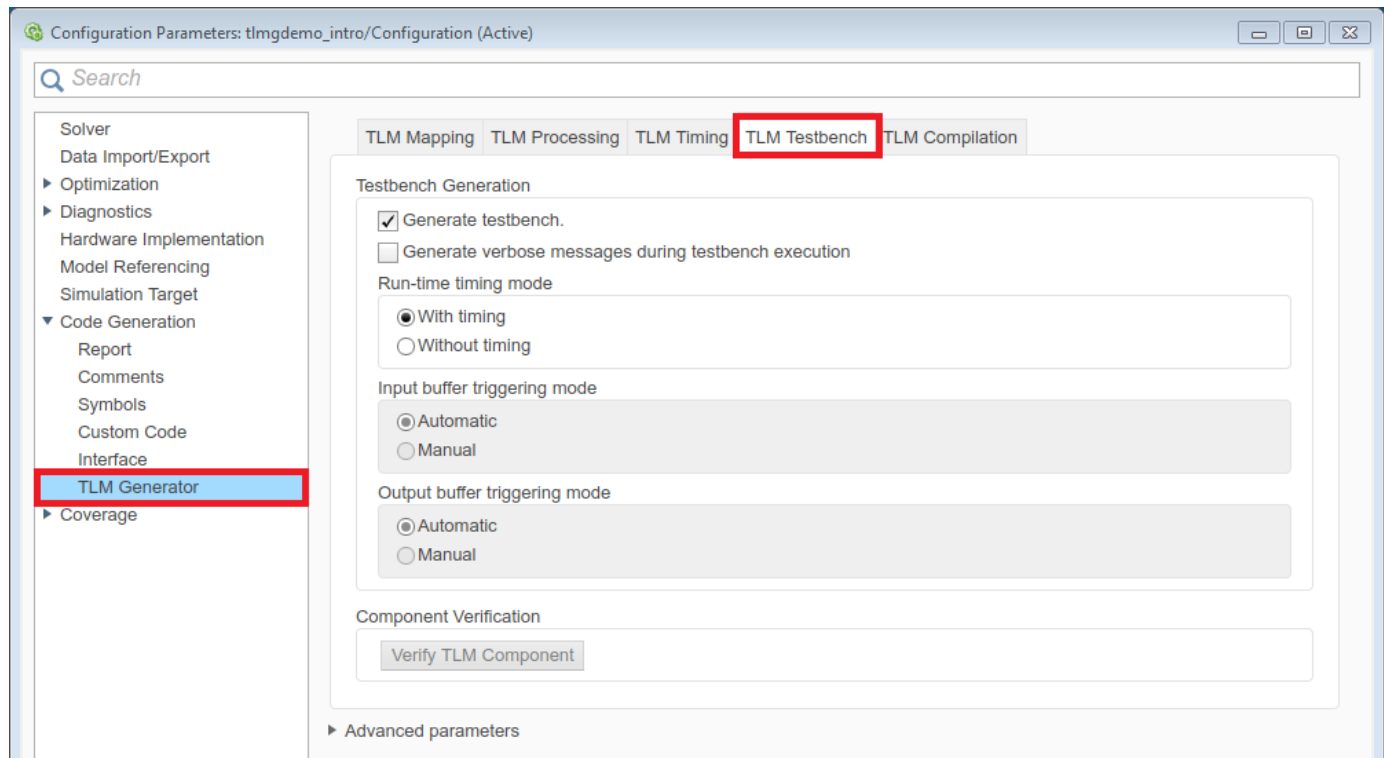 Configuration Parameters: tlmgdemo_intro/Configuration (Active)
Search
Solver
Data Import/Export
Optimization
Diagnostics
Hardware Implementation
Model Referencing
Simulation Target
Code Generation
Report
Comments
Symbols
Custom Code
Interface
TLM Generator
Coverage
TLM Mapping TLM Processing TLM Timing TLM Testbench TLM Compilation
Testbench Generation
Generate testbench.
Generate verbose messages during testbench execution
Run-time timing mode
With timing
Without timing
Input buffer triggering mode
Automatic
Manual
Output buffer triggering mode
Automatic
Manual
Component Verification
Verify TLM Component
Advanced parameters